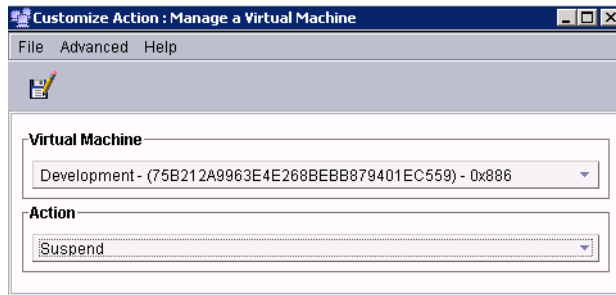 Customize Action : Manage a Virtual Machine
File Advanced Help
Virtual Machine
Development - (75B212A9963E4E268BEBB879401EC559) - 0x886
Action
Suspend